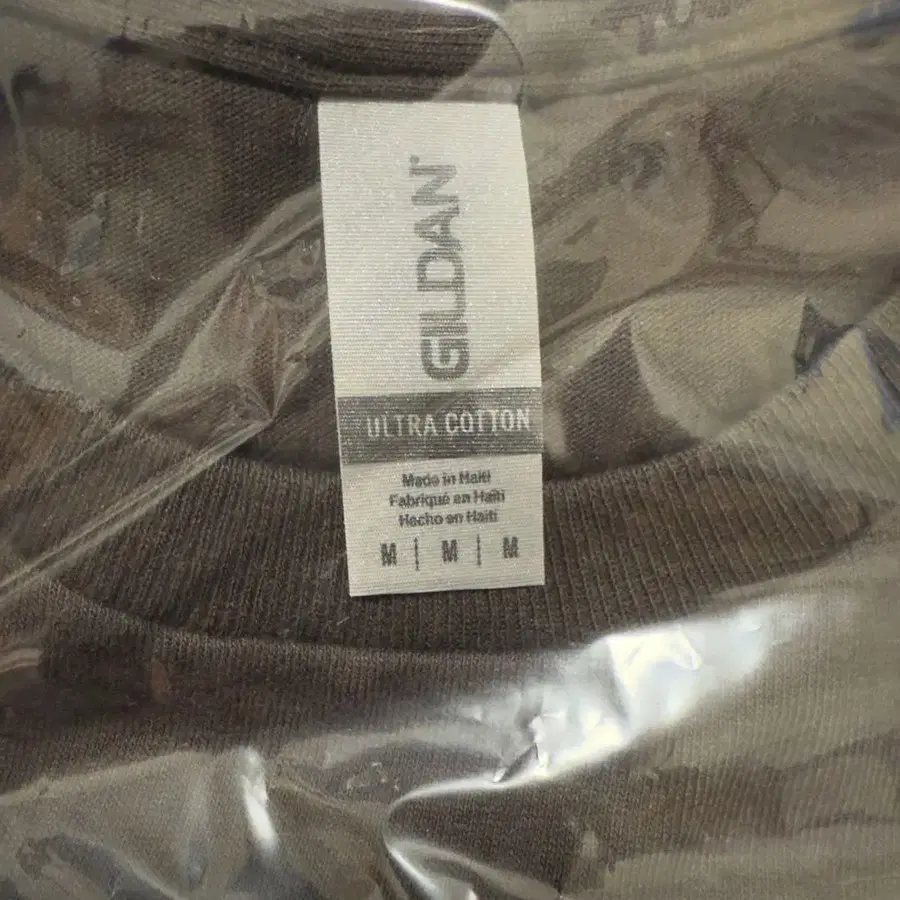 GILDAN®
ULTRA COTTON
Made in Haiti
Fabriqué en Haïti
Hecho en Haití
M | M | M